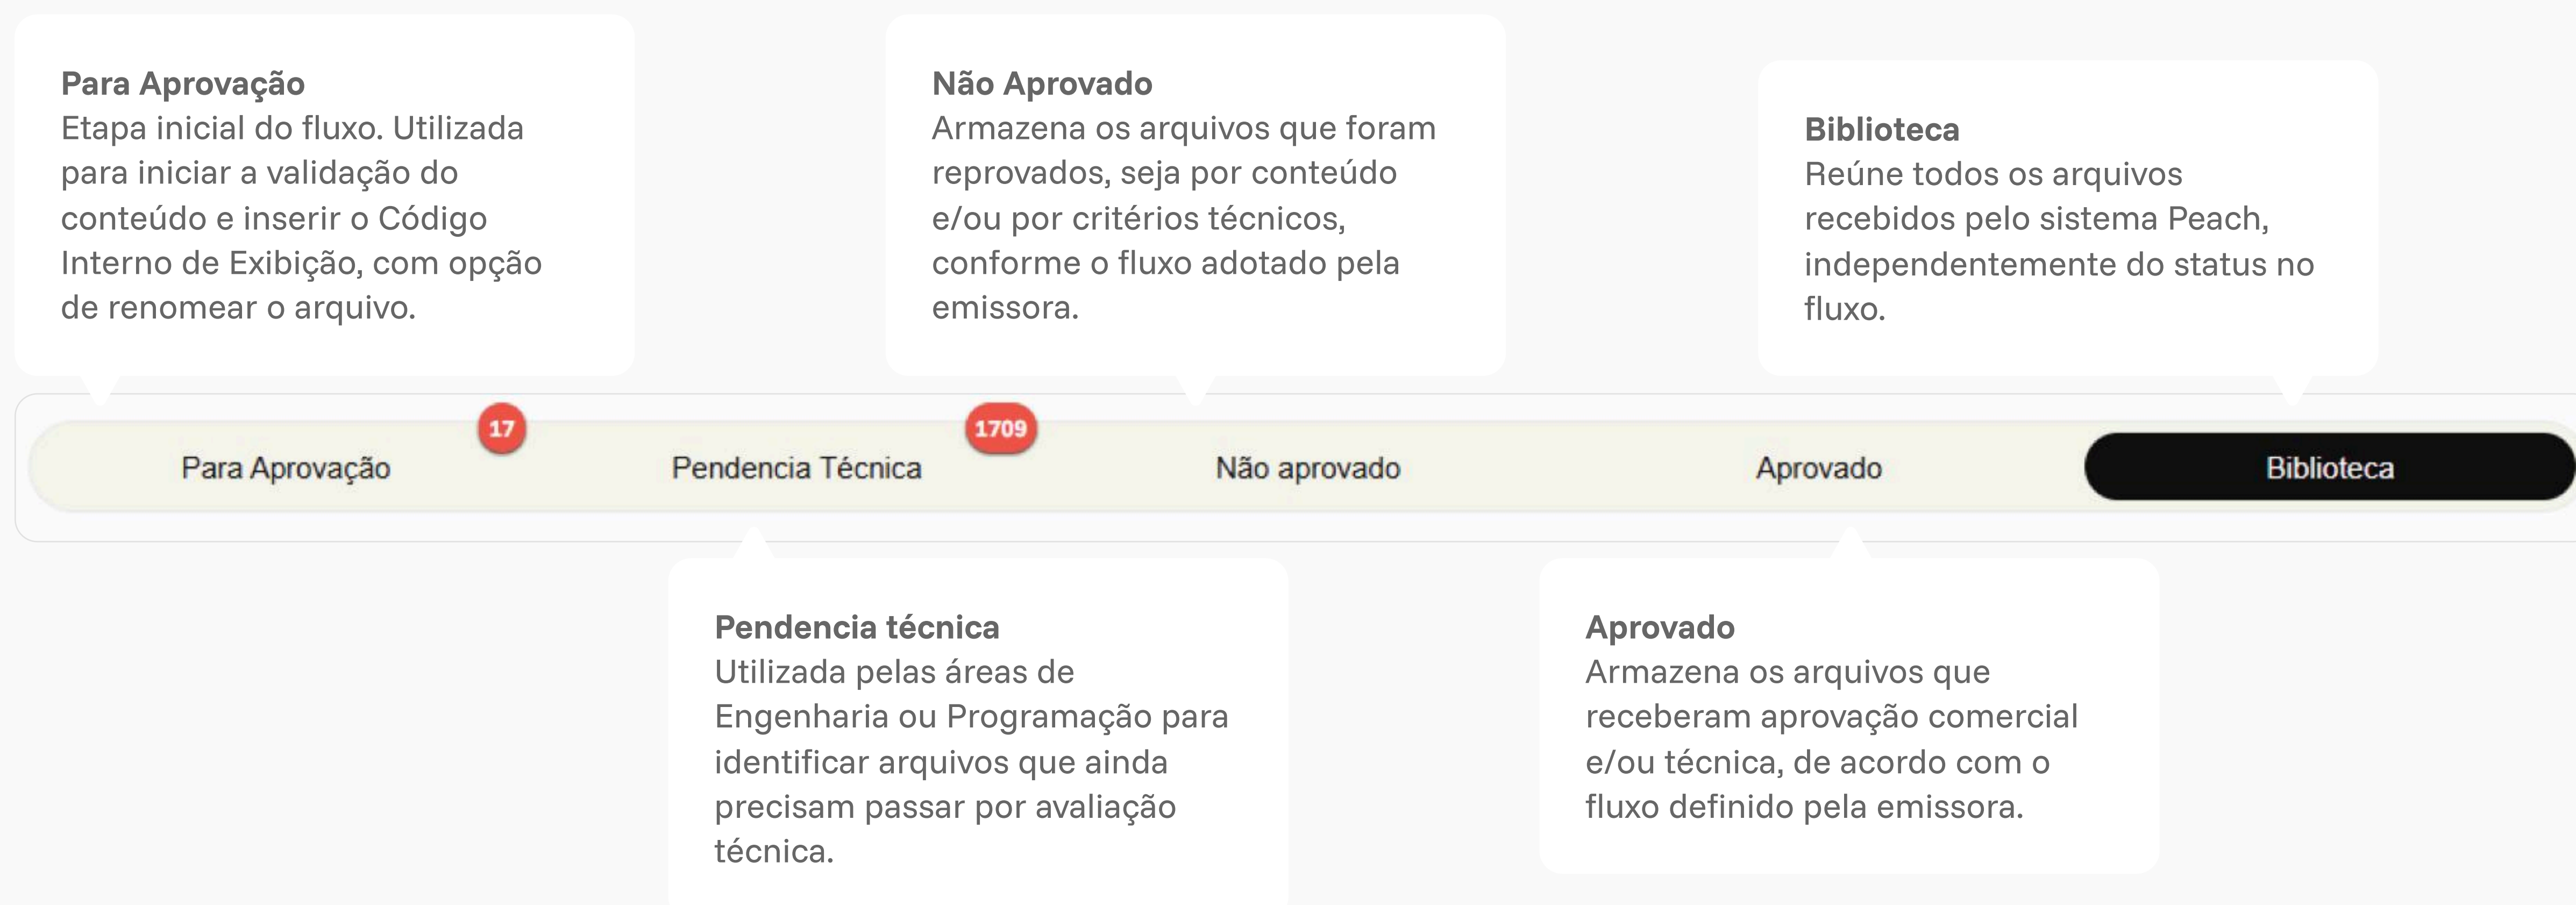 Para Aprovação
Etapa inicial do fluxo. Utilizada
para iniciar a validação do
conteúdo e inserir o Código
Interno de Exibição, com opção
de renomear o arquivo.
Não Aprovado
Armazena os arquivos que foram
reprovados, seja por conteúdo
e/ou por critérios técnicos,
conforme o fluxo adotado pela
emissora.
Biblioteca
Reúne todos os arquivos
recebidos pelo sistema Peach,
independentemente do status no
fluxo.
Para Aprovação
17
Pendencia Técnica
1709
Não aprovado
Aprovado
Biblioteca
Pendencia técnica
Utilizada pelas áreas de
Engenharia ou Programação para
identificar arquivos que ainda
precisam passar por avaliação
técnica.
Aprovado
Armazena os arquivos que
receberam aprovação comercial
e/ou técnica, de acordo com o
fluxo definido pela emissora.